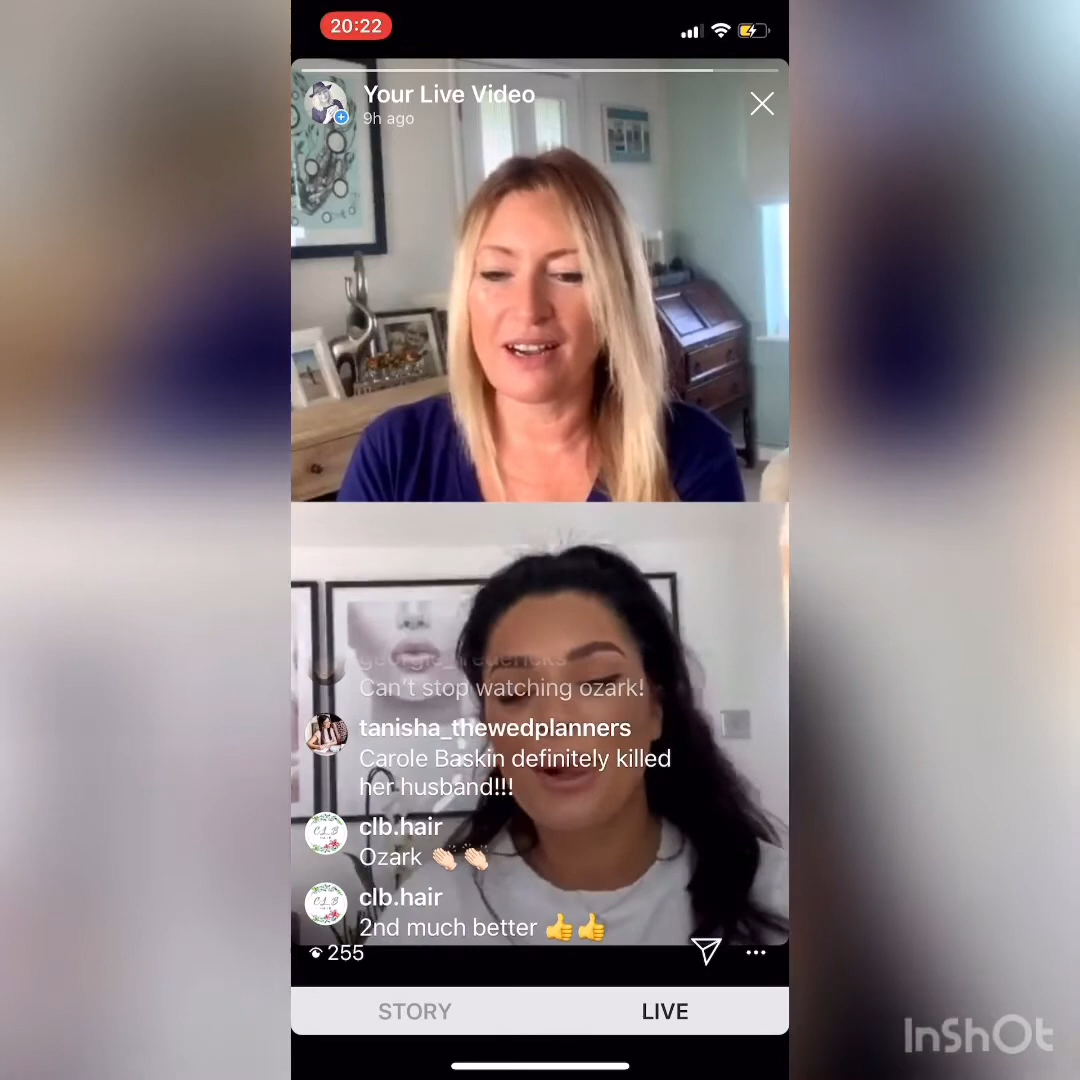 20:22
Your Live Video
9h ago
georgie_fredericks
Can't stop watching ozark!
tanisha_thewedplanners
Carole Baskin definitely killed
her husband!!!
clb.hair
Ozark 👏🏻👏🏻
clb.hair
2nd much better 👍👍
255
STORY
LIVE
InShOt